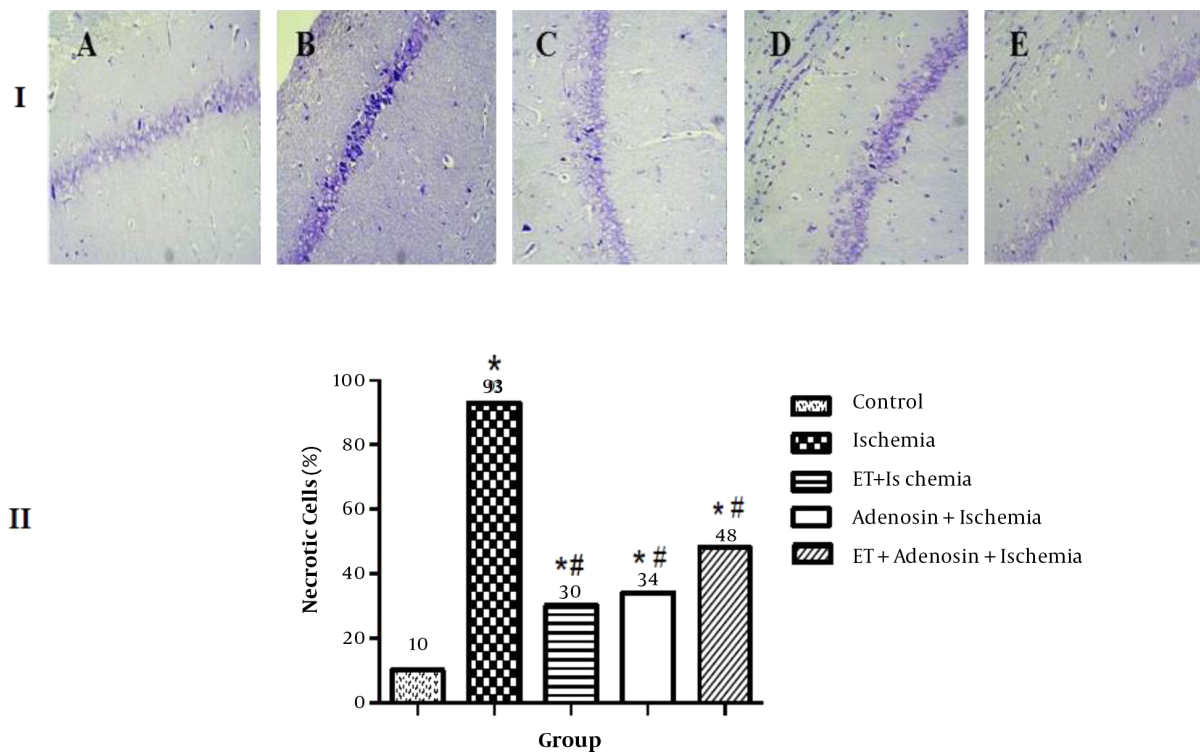 I
A B C D E
II
Necrotic Cells (%)
100
80
60
40
20
0
10
*
93
*#
30
* #
34
* #
48
Group
Control
Ischemia
ET+Is chemia
Adenosin + Ischemia
ET + Adenosin + Ischemia